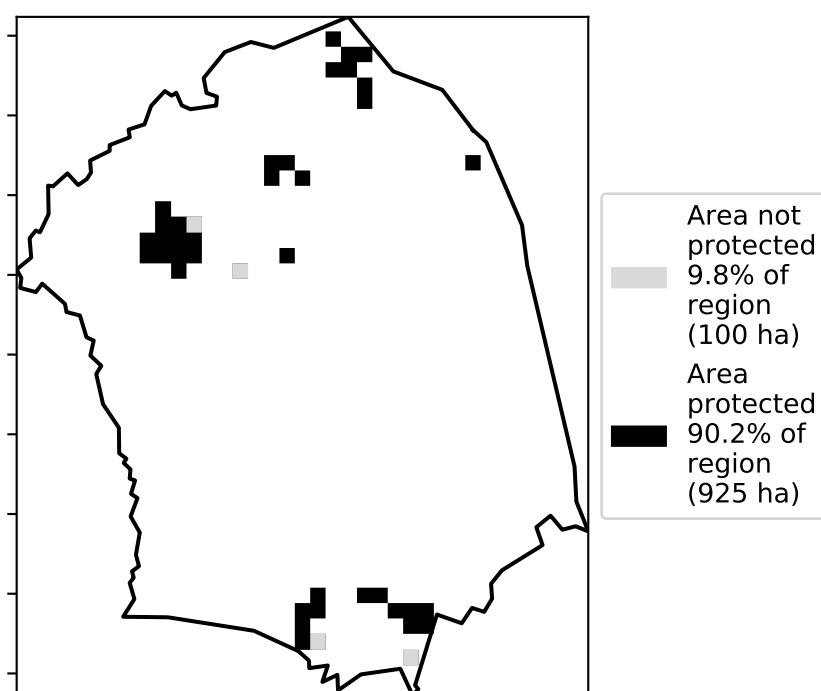 Area not
protected
9.8% of
region
(100 ha)
Area
protected
90.2% of
region
(925 ha)